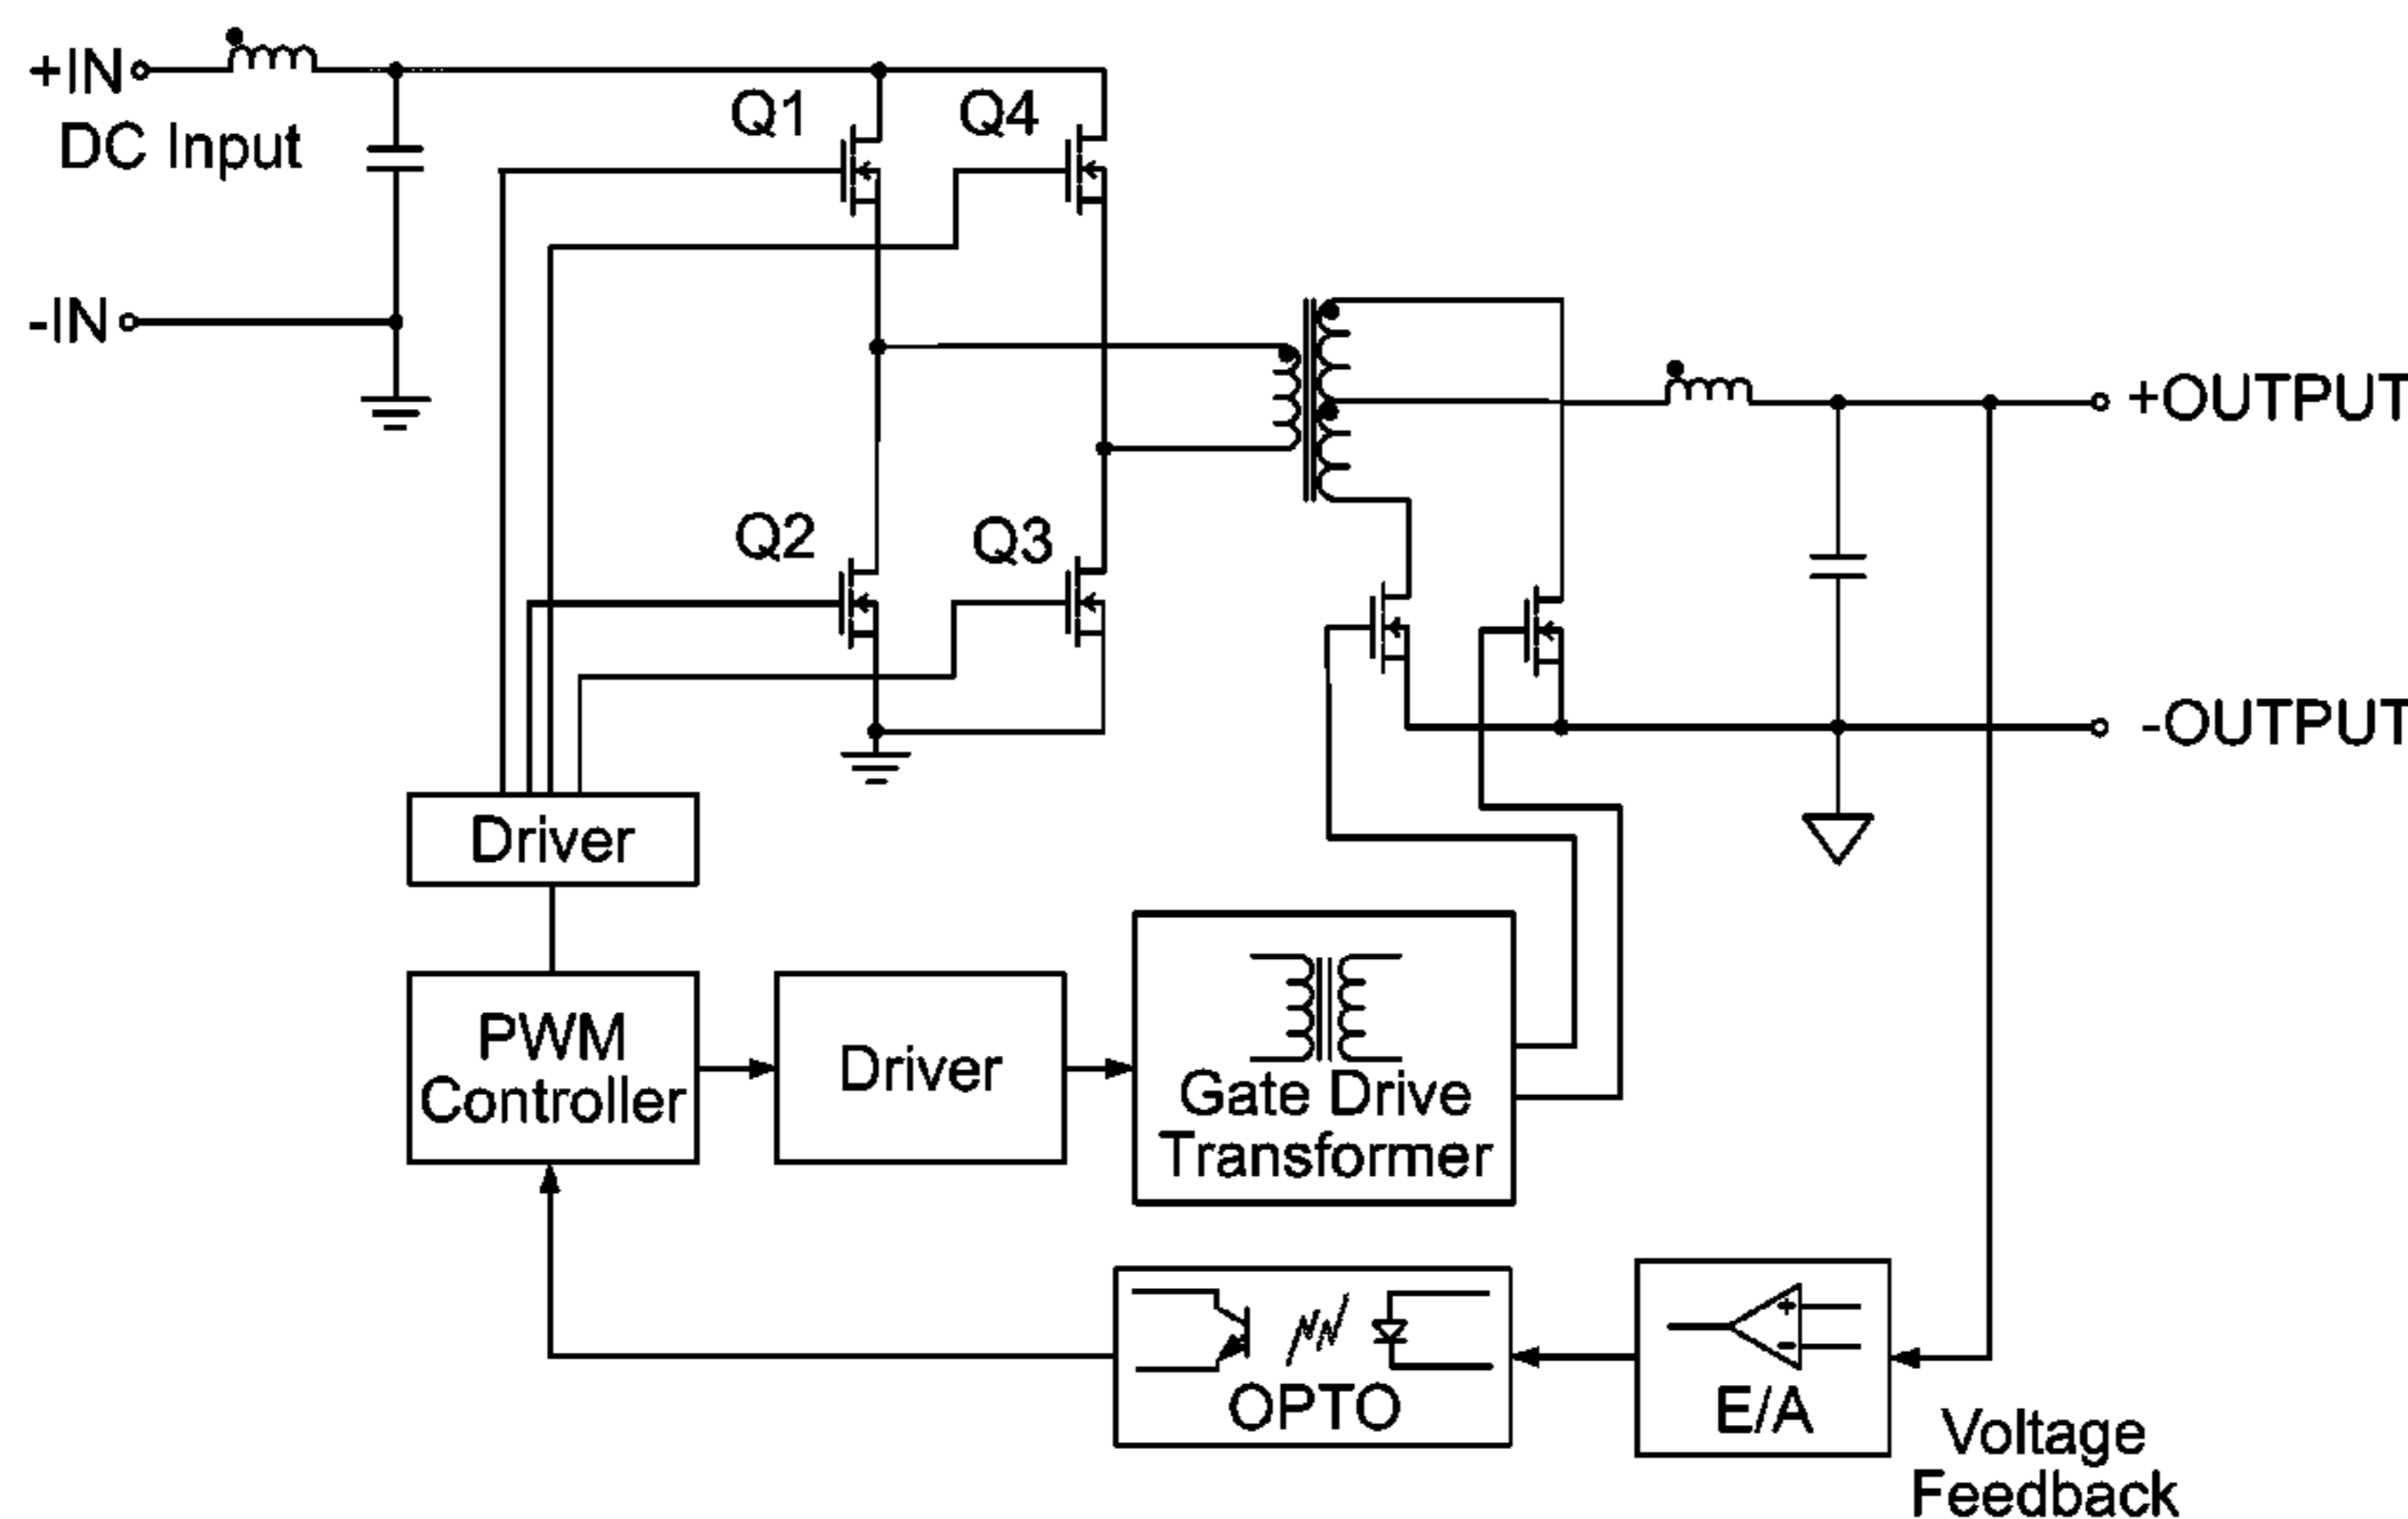 +IN
DC Input
-IN
Q1
Q4
Q2
Q3
+OUTPUT
-OUTPUT
Driver
PWM
Controller
Driver
Gate Drive
Transformer
OPTO
+
-
E/A
Voltage
Feedback